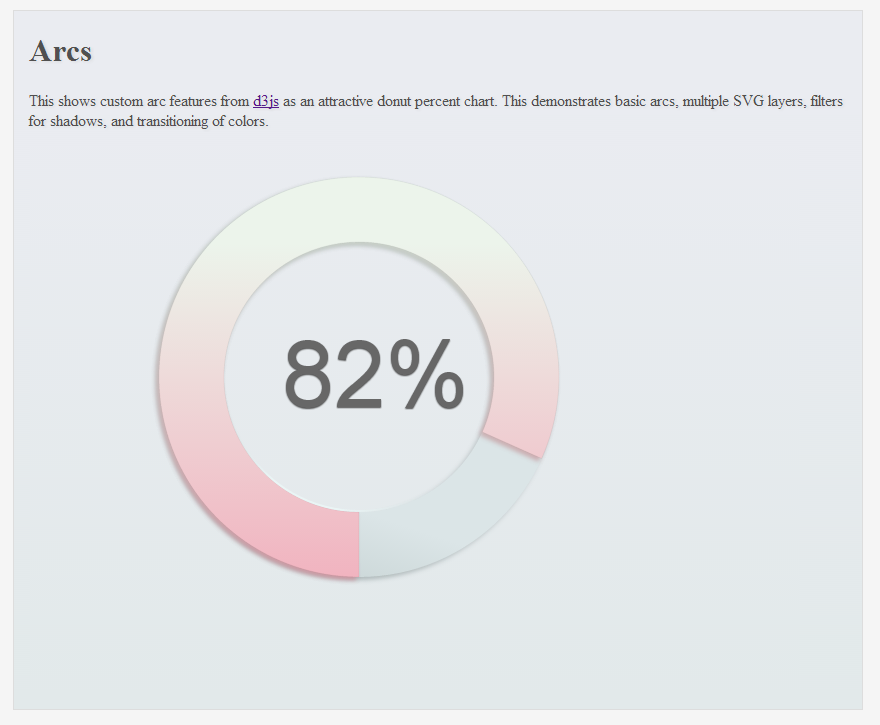 Arcs
This shows custom arc features from d3js as an attractive donut percent chart. This demonstrates basic arcs, multiple SVG layers, filters
for shadows, and transitioning of colors.
82%